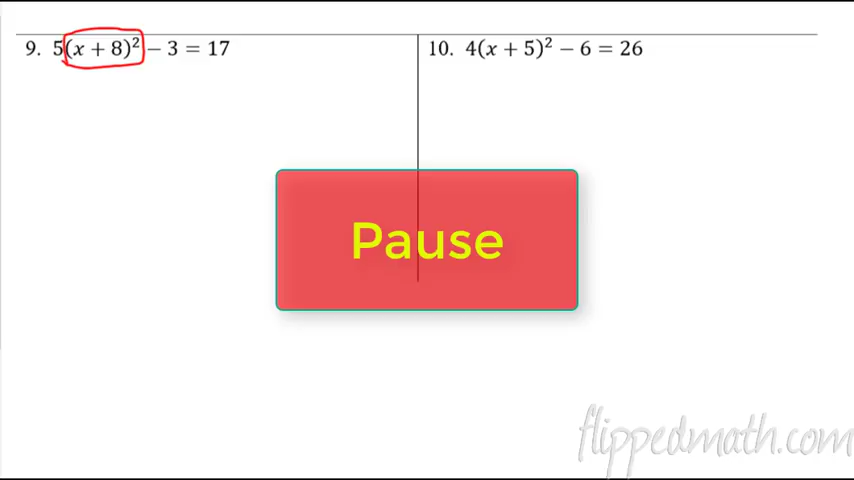 9. 5(x + 8)² − 3 = 17
10. 4(x + 5)² − 6 = 26
Pause
flippedmath.com